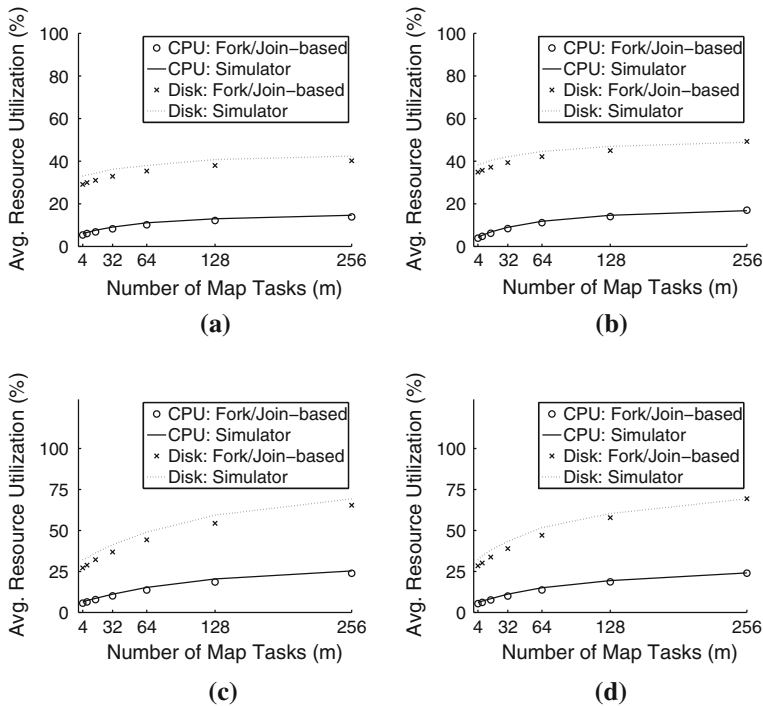 Avg. Resource Utilization (%)
100
80
60
40
20
0
CPU: Fork/Join−based
CPU: Simulator
Disk: Fork/Join−based
Disk: Simulator
4 32 64 128 256
Number of Map Tasks (m)
(a)
Avg. Resource Utilization (%)
100
80
60
40
20
0
CPU: Fork/Join−based
CPU: Simulator
Disk: Fork/Join−based
Disk: Simulator
4 32 64 128 256
Number of Map Tasks (m)
(b)
Avg. Resource Utilization (%)
100
75
50
25
0
CPU: Fork/Join−based
CPU: Simulator
Disk: Fork/Join−based
Disk: Simulator
4 32 64 128 256
Number of Map Tasks (m)
(c)
Avg. Resource Utilization (%)
100
75
50
25
0
CPU: Fork/Join−based
CPU: Simulator
Disk: Fork/Join−based
Disk: Simulator
4 32 64 128 256
Number of Map Tasks (m)
(d)